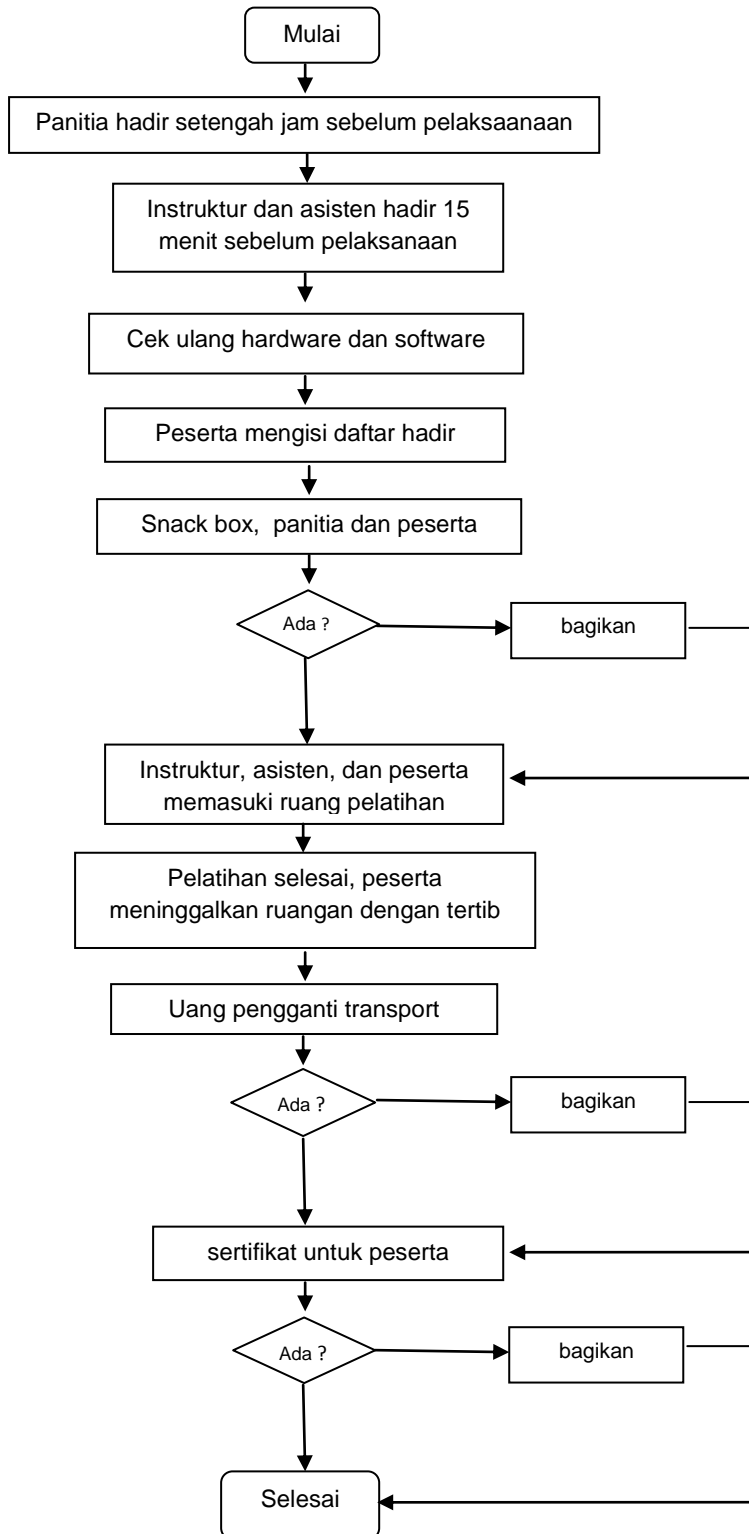 Mulai
Panitia hadir setengah jam sebelum pelaksaanaan
Instruktur dan asisten hadir 15
menit sebelum pelaksanaan
Cek ulang hardware dan software
Peserta mengisi daftar hadir
Snack box,  panitia dan peserta
Ada ?
bagikan
Instruktur, asisten, dan peserta
memasuki ruang pelatihan
Pelatihan selesai, peserta
meninggalkan ruangan dengan tertib
Uang pengganti transport
Ada ?
bagikan
sertifikat untuk peserta
Ada ?
bagikan
Selesai